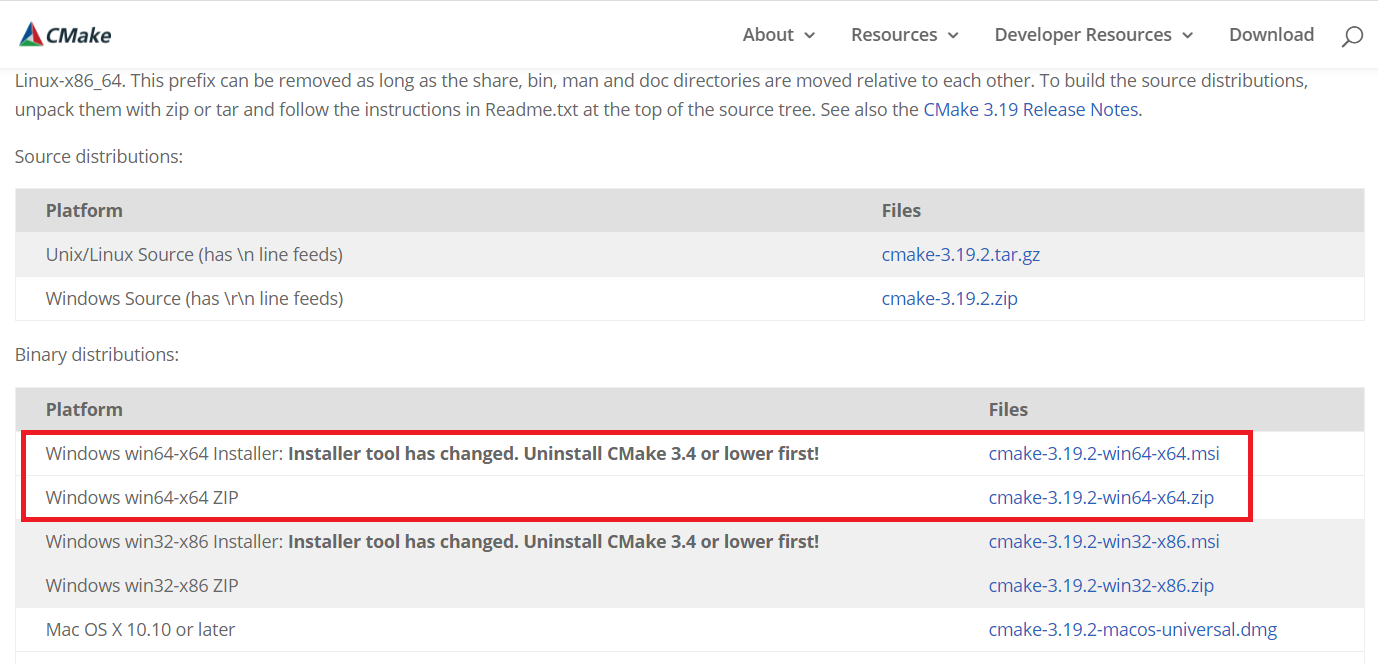 CMake About Resources Developer Resources Download
Linux-x86_64. This prefix can be removed as long as the share, bin, man and doc directories are moved relative to each other. To build the source distributions,
unpack them with zip or tar and follow the instructions in Readme.txt at the top of the source tree. See also the CMake 3.19 Release Notes.
Source distributions:
Platform Files
Unix/Linux Source (has \n line feeds) cmake-3.19.2.tar.gz
Windows Source (has \r\n line feeds) cmake-3.19.2.zip
Binary distributions:
Platform Files
Windows win64-x64 Installer: Installer tool has changed. Uninstall CMake 3.4 or lower first! cmake-3.19.2-win64-x64.msi
Windows win64-x64 ZIP cmake-3.19.2-win64-x64.zip
Windows win32-x86 Installer: Installer tool has changed. Uninstall CMake 3.4 or lower first! cmake-3.19.2-win32-x86.msi
Windows win32-x86 ZIP cmake-3.19.2-win32-x86.zip
Mac OS X 10.10 or later cmake-3.19.2-macos-universal.dmg